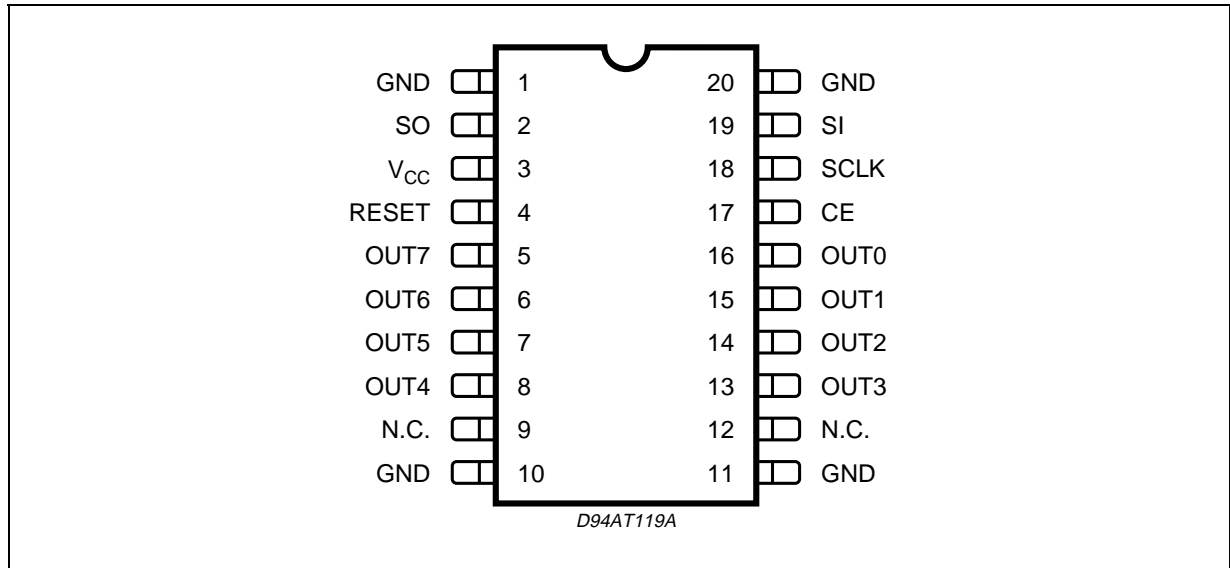 GND 1 20 GND
SO 2 19 SI
VCC 3 18 SCLK
RESET 4 17 CE
OUT7 5 16 OUT0
OUT6 6 15 OUT1
OUT5 7 14 OUT2
OUT4 8 13 OUT3
N.C. 9 12 N.C.
GND 10 11 GND
D94AT119A